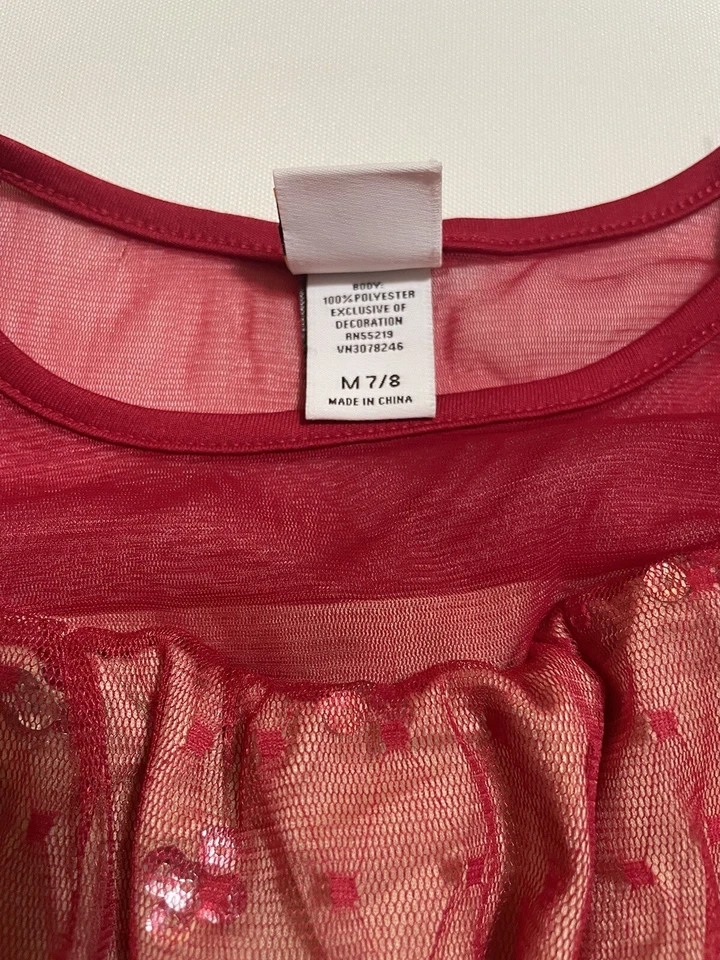 BODY:
100% POLYESTER
EXCLUSIVE OF
DECORATION
RN55219
VN3078246
M 7/8
MADE IN CHINA